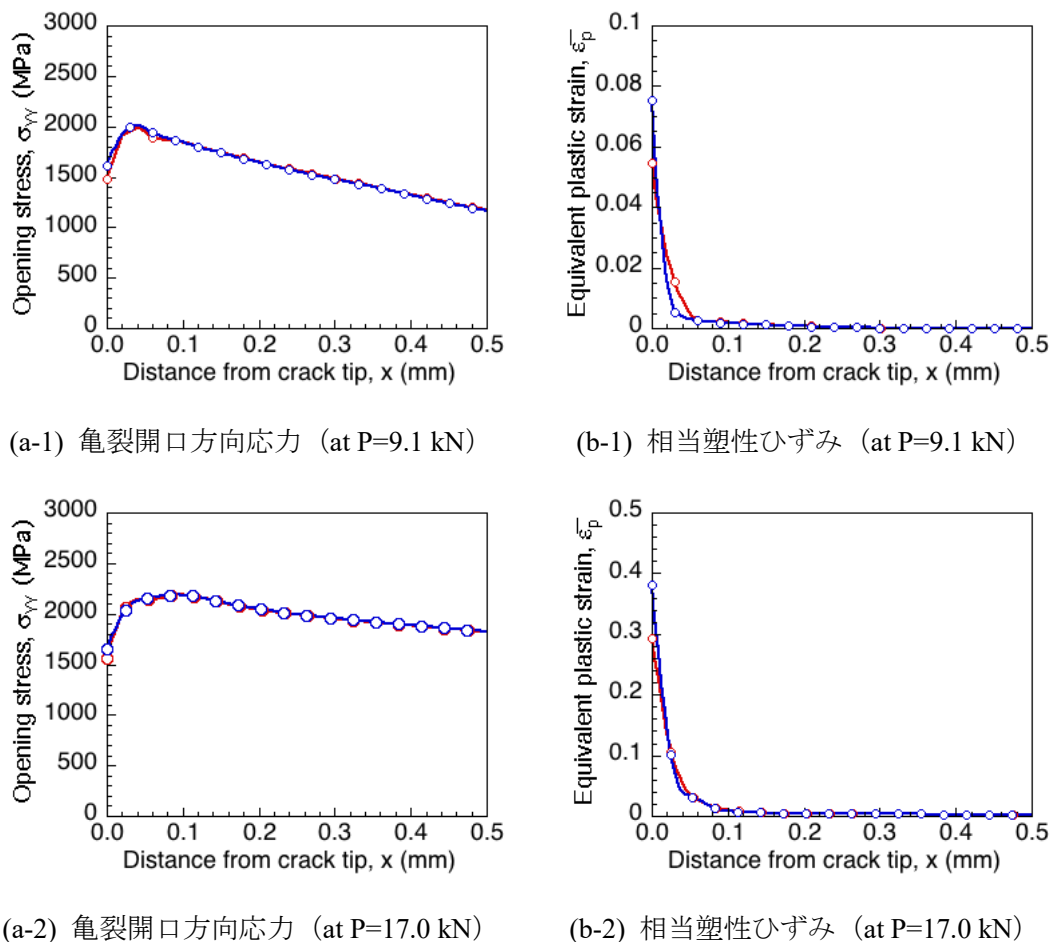 3000
2500
2000
1500
1000
500
0
Opening stress, σyy (MPa)
0.0 0.1 0.2 0.3 0.4 0.5
Distance from crack tip, x (mm)
0.1
0.08
0.06
0.04
0.02
0
Equivalent plastic strain, ε̅p
0.0 0.1 0.2 0.3 0.4 0.5
Distance from crack tip, x (mm)
(a-1) 亀裂開口方向応力（at P=9.1 kN）
(b-1) 相当塑性ひずみ（at P=9.1 kN）
3000
2500
2000
1500
1000
500
0
Opening stress, σyy (MPa)
0.0 0.1 0.2 0.3 0.4 0.5
Distance from crack tip, x (mm)
0.5
0.4
0.3
0.2
0.1
0
Equivalent plastic strain, ε̅p
0.0 0.1 0.2 0.3 0.4 0.5
Distance from crack tip, x (mm)
(a-2) 亀裂開口方向応力（at P=17.0 kN）
(b-2) 相当塑性ひずみ（at P=17.0 kN）